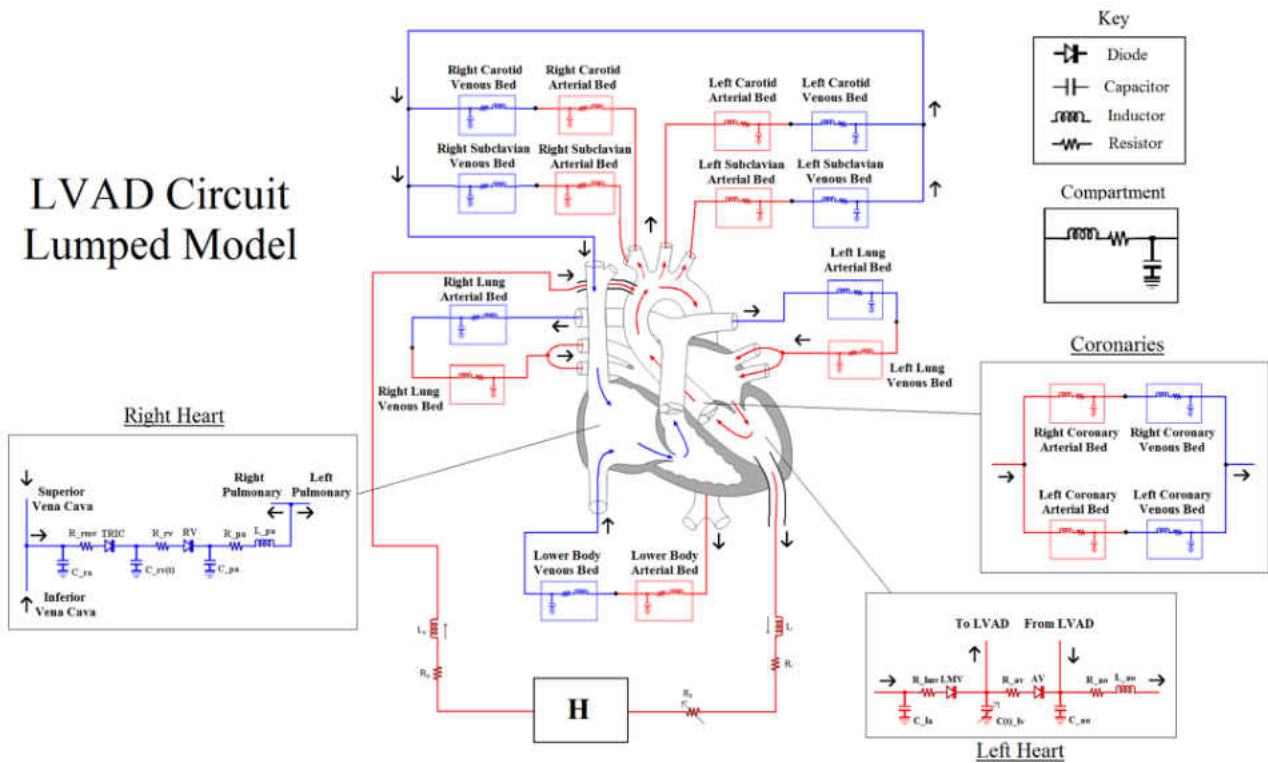 LVAD Circuit
Lumped Model
Right Carotid
Venous Bed
Right Carotid
Arterial Bed
Left Carotid
Arterial Bed
Left Carotid
Venous Bed
Right Subclavian
Venous Bed
Right Subclavian
Arterial Bed
Left Subclavian
Arterial Bed
Left Subclavian
Venous Bed
Right Lung
Arterial Bed
Left Lung
Arterial Bed
Right Lung
Venous Bed
Left Lung
Venous Bed
Lower Body
Venous Bed
Lower Body
Arterial Bed
H
Key
Diode
Capacitor
Inductor
Resistor
Compartment
Coronaries
Right Coronary
Arterial Bed
Right Coronary
Venous Bed
Left Coronary
Arterial Bed
Left Coronary
Venous Bed
Right Heart
Superior
Vena Cava
Right
Pulmonary
Left
Pulmonary
R_rmv
TRIC
R_rv
RV
R_pa
L_pa
C_ra
C_rv(t)
C_pa
Inferior
Vena Cava
To LVAD
From LVAD
R_lmv
LMV
R_av
AV
R_ao
L_ao
C_la
C(t)_lv
C_ao
Left Heart